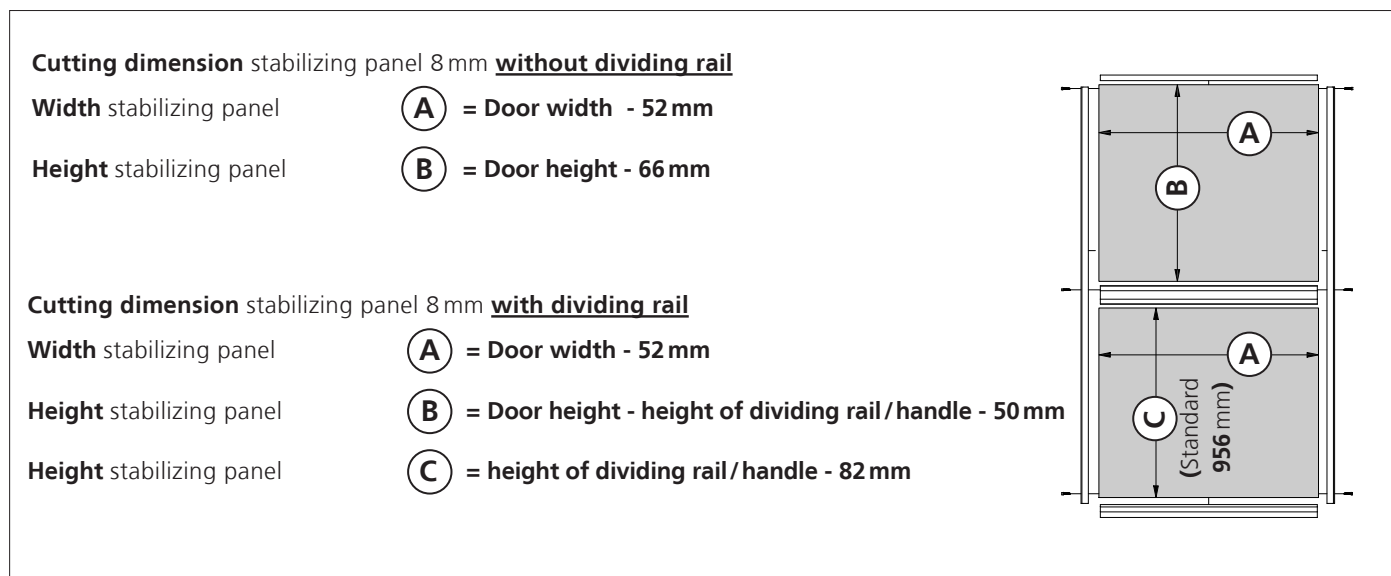 Cutting dimension stabilizing panel 8 mm without dividing rail
Width stabilizing panel A = Door width - 52 mm
Height stabilizing panel B = Door height - 66 mm
Cutting dimension stabilizing panel 8 mm with dividing rail
Width stabilizing panel A = Door width - 52 mm
Height stabilizing panel B = Door height - height of dividing rail / handle - 50 mm
Height stabilizing panel C = height of dividing rail / handle - 82 mm
A
B
A
C
(Standard
956 mm)